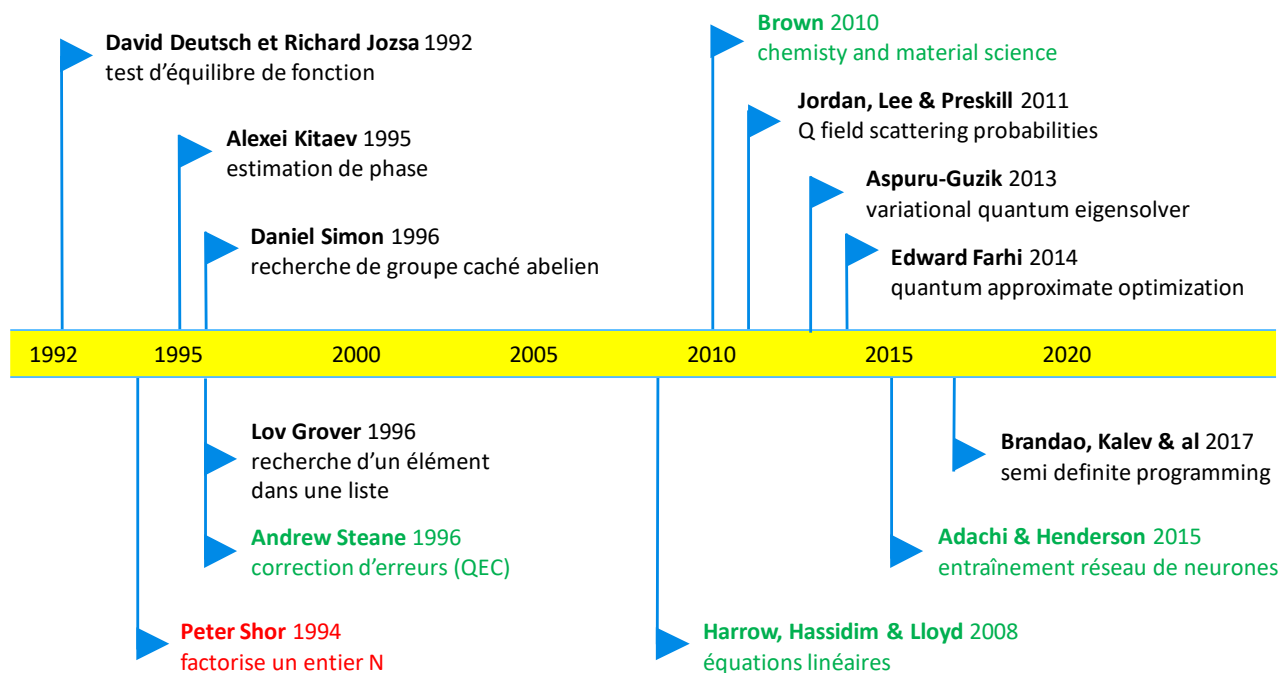 David Deutsch et Richard Jozsa 1992
test d'équilibre de fonction
Alexei Kitaev 1995
estimation de phase
Daniel Simon 1996
recherche de groupe caché abelien
Brown 2010
chemisty and material science
Jordan, Lee & Preskill 2011
Q field scattering probabilities
Aspuru-Guzik 2013
variational quantum eigensolver
Edward Farhi 2014
quantum approximate optimization
1992 1995 2000 2005 2010 2015 2020
Lov Grover 1996
recherche d'un élément
dans une liste
Andrew Steane 1996
correction d'erreurs (QEC)
Peter Shor 1994
factorise un entier N
Brandao, Kalev & al 2017
semi definite programming
Adachi & Henderson 2015
entraînement réseau de neurones
Harrow, Hassidim & Lloyd 2008
équations linéaires